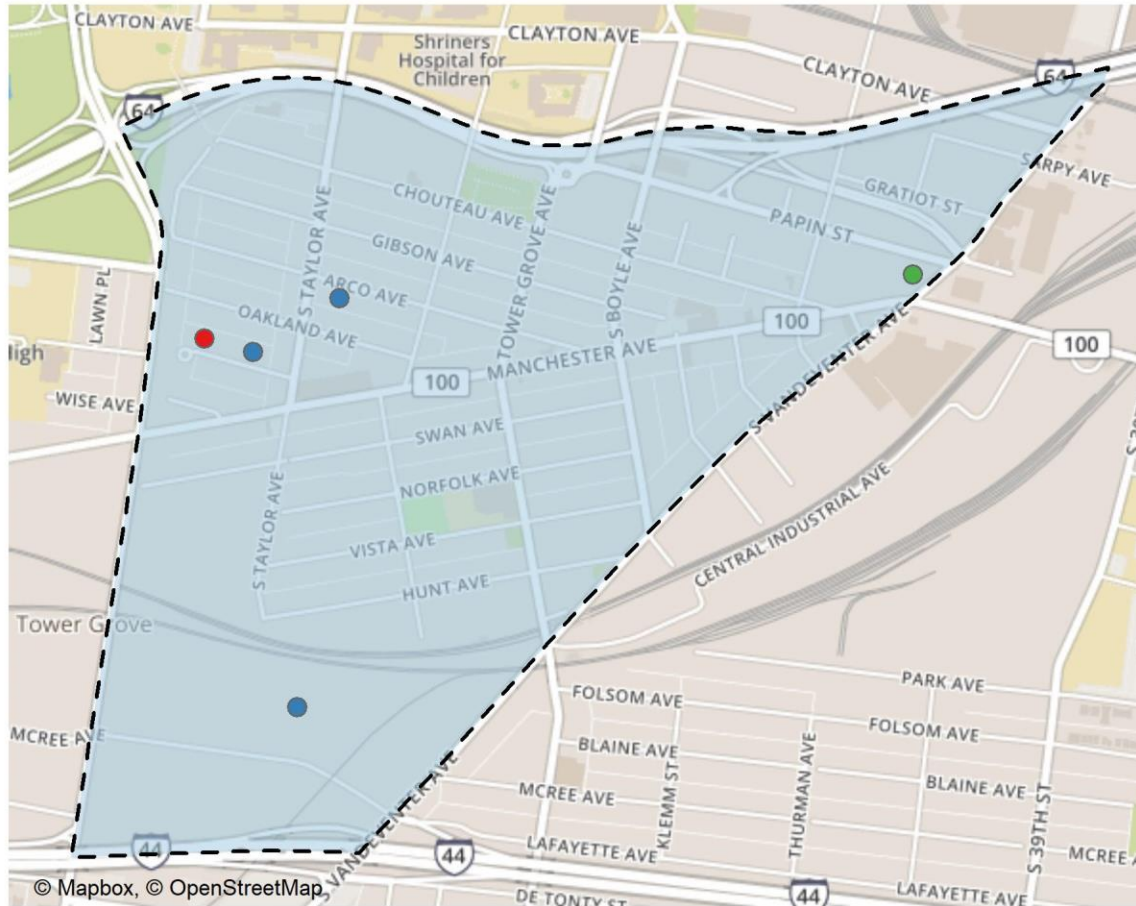 CLAYTON AVE
Shriners
Hospital for
Children
CLAYTON AVE
CLAYTON AVE
64
64
SARPY AVE
GRATIOT ST
CHOUTEAU AVE
PAPIN ST
GIBSON AVE
S TAYLOR AVE
TOWER GROVE AVE
S BOYLE AVE
ARCO AVE
OAKLAND AVE
LAWN PL
High
100
MANCHESTER AVE
100
100
S VANDEVENTER AVE
WISE AVE
SWAN AVE
NORFOLK AVE
S TAYLOR AVE
VISTA AVE
HUNT AVE
CENTRAL INDUSTRIAL AVE
Tower Grove
PARK AVE
FOLSOM AVE
FOLSOM AVE
MCREE AVE
BLAINE AVE
BLAINE AVE
MCREE AVE
KLEMM ST
THURMAN AVE
S 39TH ST
44
S VANDEVENTER AVE
44
LAFAYETTE AVE
MCREE A
44
LAFAYETTE AVE
DE TONTY ST
© Mapbox, © OpenStreetMap